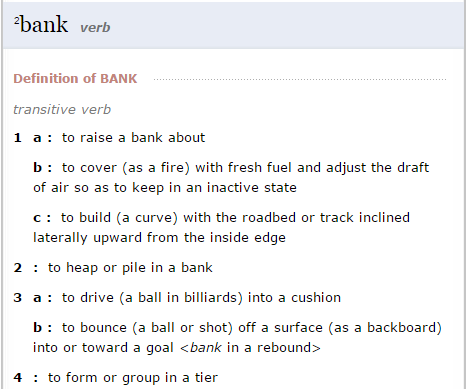 ²bank verb
Definition of BANK
transitive verb
1 a : to raise a bank about
b : to cover (as a fire) with fresh fuel and adjust the draft
of air so as to keep in an inactive state
c : to build (a curve) with the roadbed or track inclined
laterally upward from the inside edge
2 : to heap or pile in a bank
3 a : to drive (a ball in billiards) into a cushion
b : to bounce (a ball or shot) off a surface (as a backboard)
into or toward a goal <bank in a rebound>
4 : to form or group in a tier